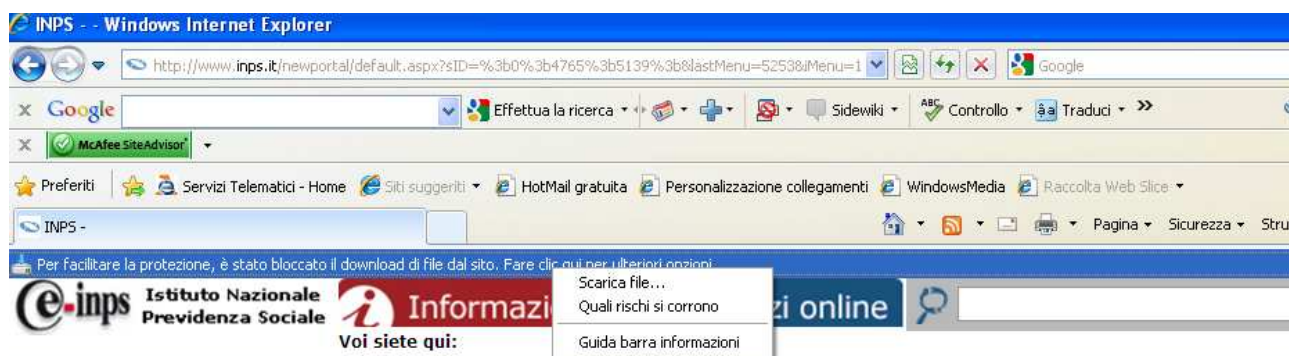 INPS - - Windows Internet Explorer
http://www.inps.it/newportal/default.aspx?sID=%3b0%3b4765%3b5139%3b&lastMenu=5253&iMenu=1 Google
x Google Effettua la ricerca Sidewiki ABC Controllo âa Traduci »
X McAfee SiteAdvisor
Preferiti Servizi Telematici - Home Siti suggeriti HotMail gratuita Personalizzazione collegamenti WindowsMedia Raccolta Web Slice
INPS - Pagina Sicurezza Stru
Per facilitare la protezione, è stato bloccato il download di file dal sito. Fare clic qui per ulteriori opzioni
Scarica file...
Quali rischi si corrono
Guida barra informazioni
e-inps Istituto Nazionale
Previdenza Sociale
i Informazi zi online
Voi siete qui: